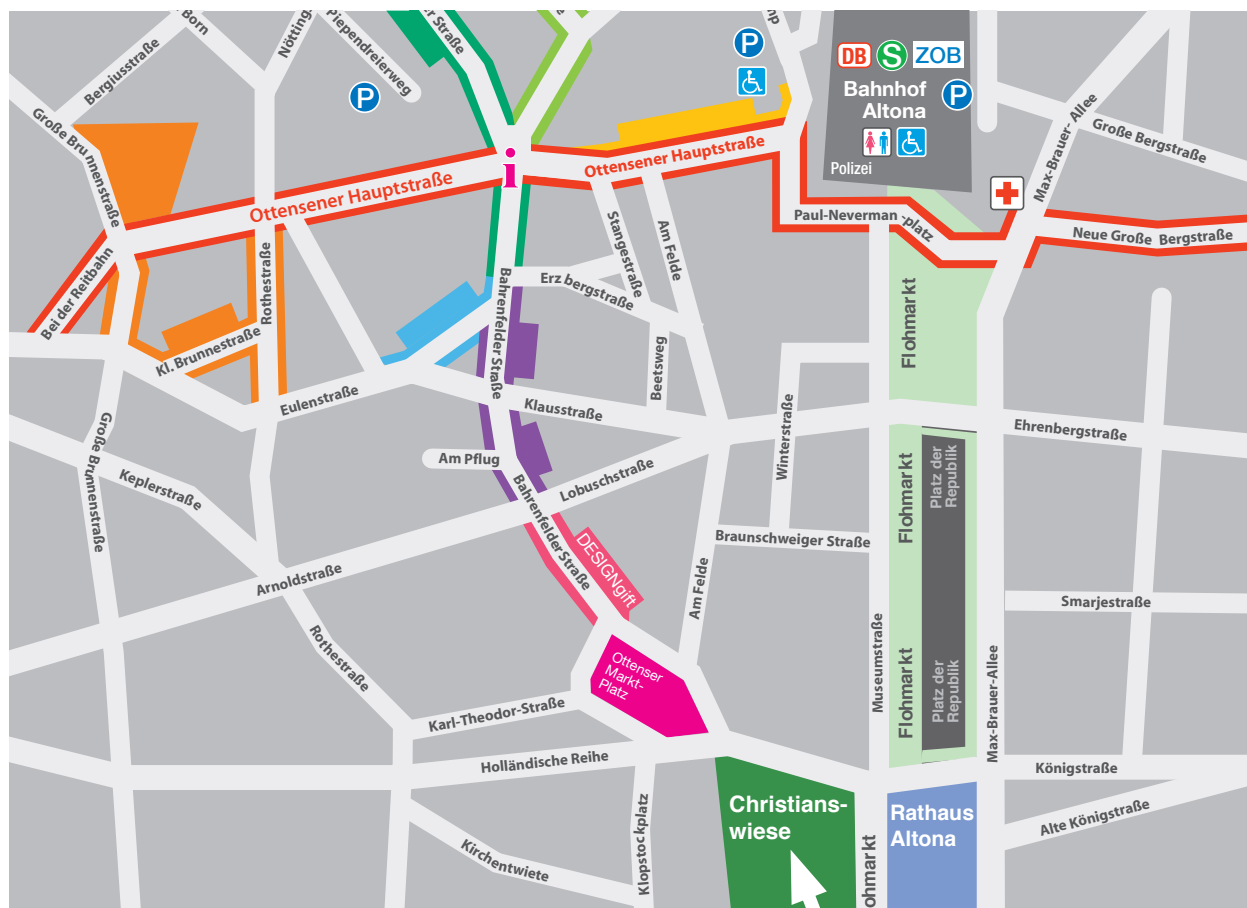 Born
Bergiusstraße
Nötting
Piependreierweg
er Straße
mp
P
P
DB
S
ZOB
Bahnhof
Altona
P
Polizei
Max-Brauer-Allee
Große Bergstraße
Große Brunnenstraße
Ottensener Hauptstraße
i
Ottensener Hauptstraße
Stangestraße
Am Felde
Paul-Neverman-platz
Neue Große Bergstraße
Bei der Reitbahn
Rothestraße
Kl. Brunnestraße
Bahrenfelder Straße
Erzbergstraße
Beetsweg
Flohmarkt
Eulenstraße
Klausstraße
Winterstraße
Ehrenbergstraße
Große Brunnenstraße
Keplerstraße
Am Pflug
Lobuschstraße
Bahrenfelder Straße
DESIGNgift
Flohmarkt
Platz der
Republik
Braunschweiger Straße
Am Felde
Arnoldstraße
Rothestraße
Smarjestraße
Ottenser
Markt-
Platz
Museumstraße
Flohmarkt
Platz der
Republik
Max-Brauer-Allee
Karl-Theodor-Straße
Holländische Reihe
Königstraße
Christians-
wiese
Rathaus
Altona
Alte Königstraße
Klopstockplatz
Kirchentwiete
ohmarkt